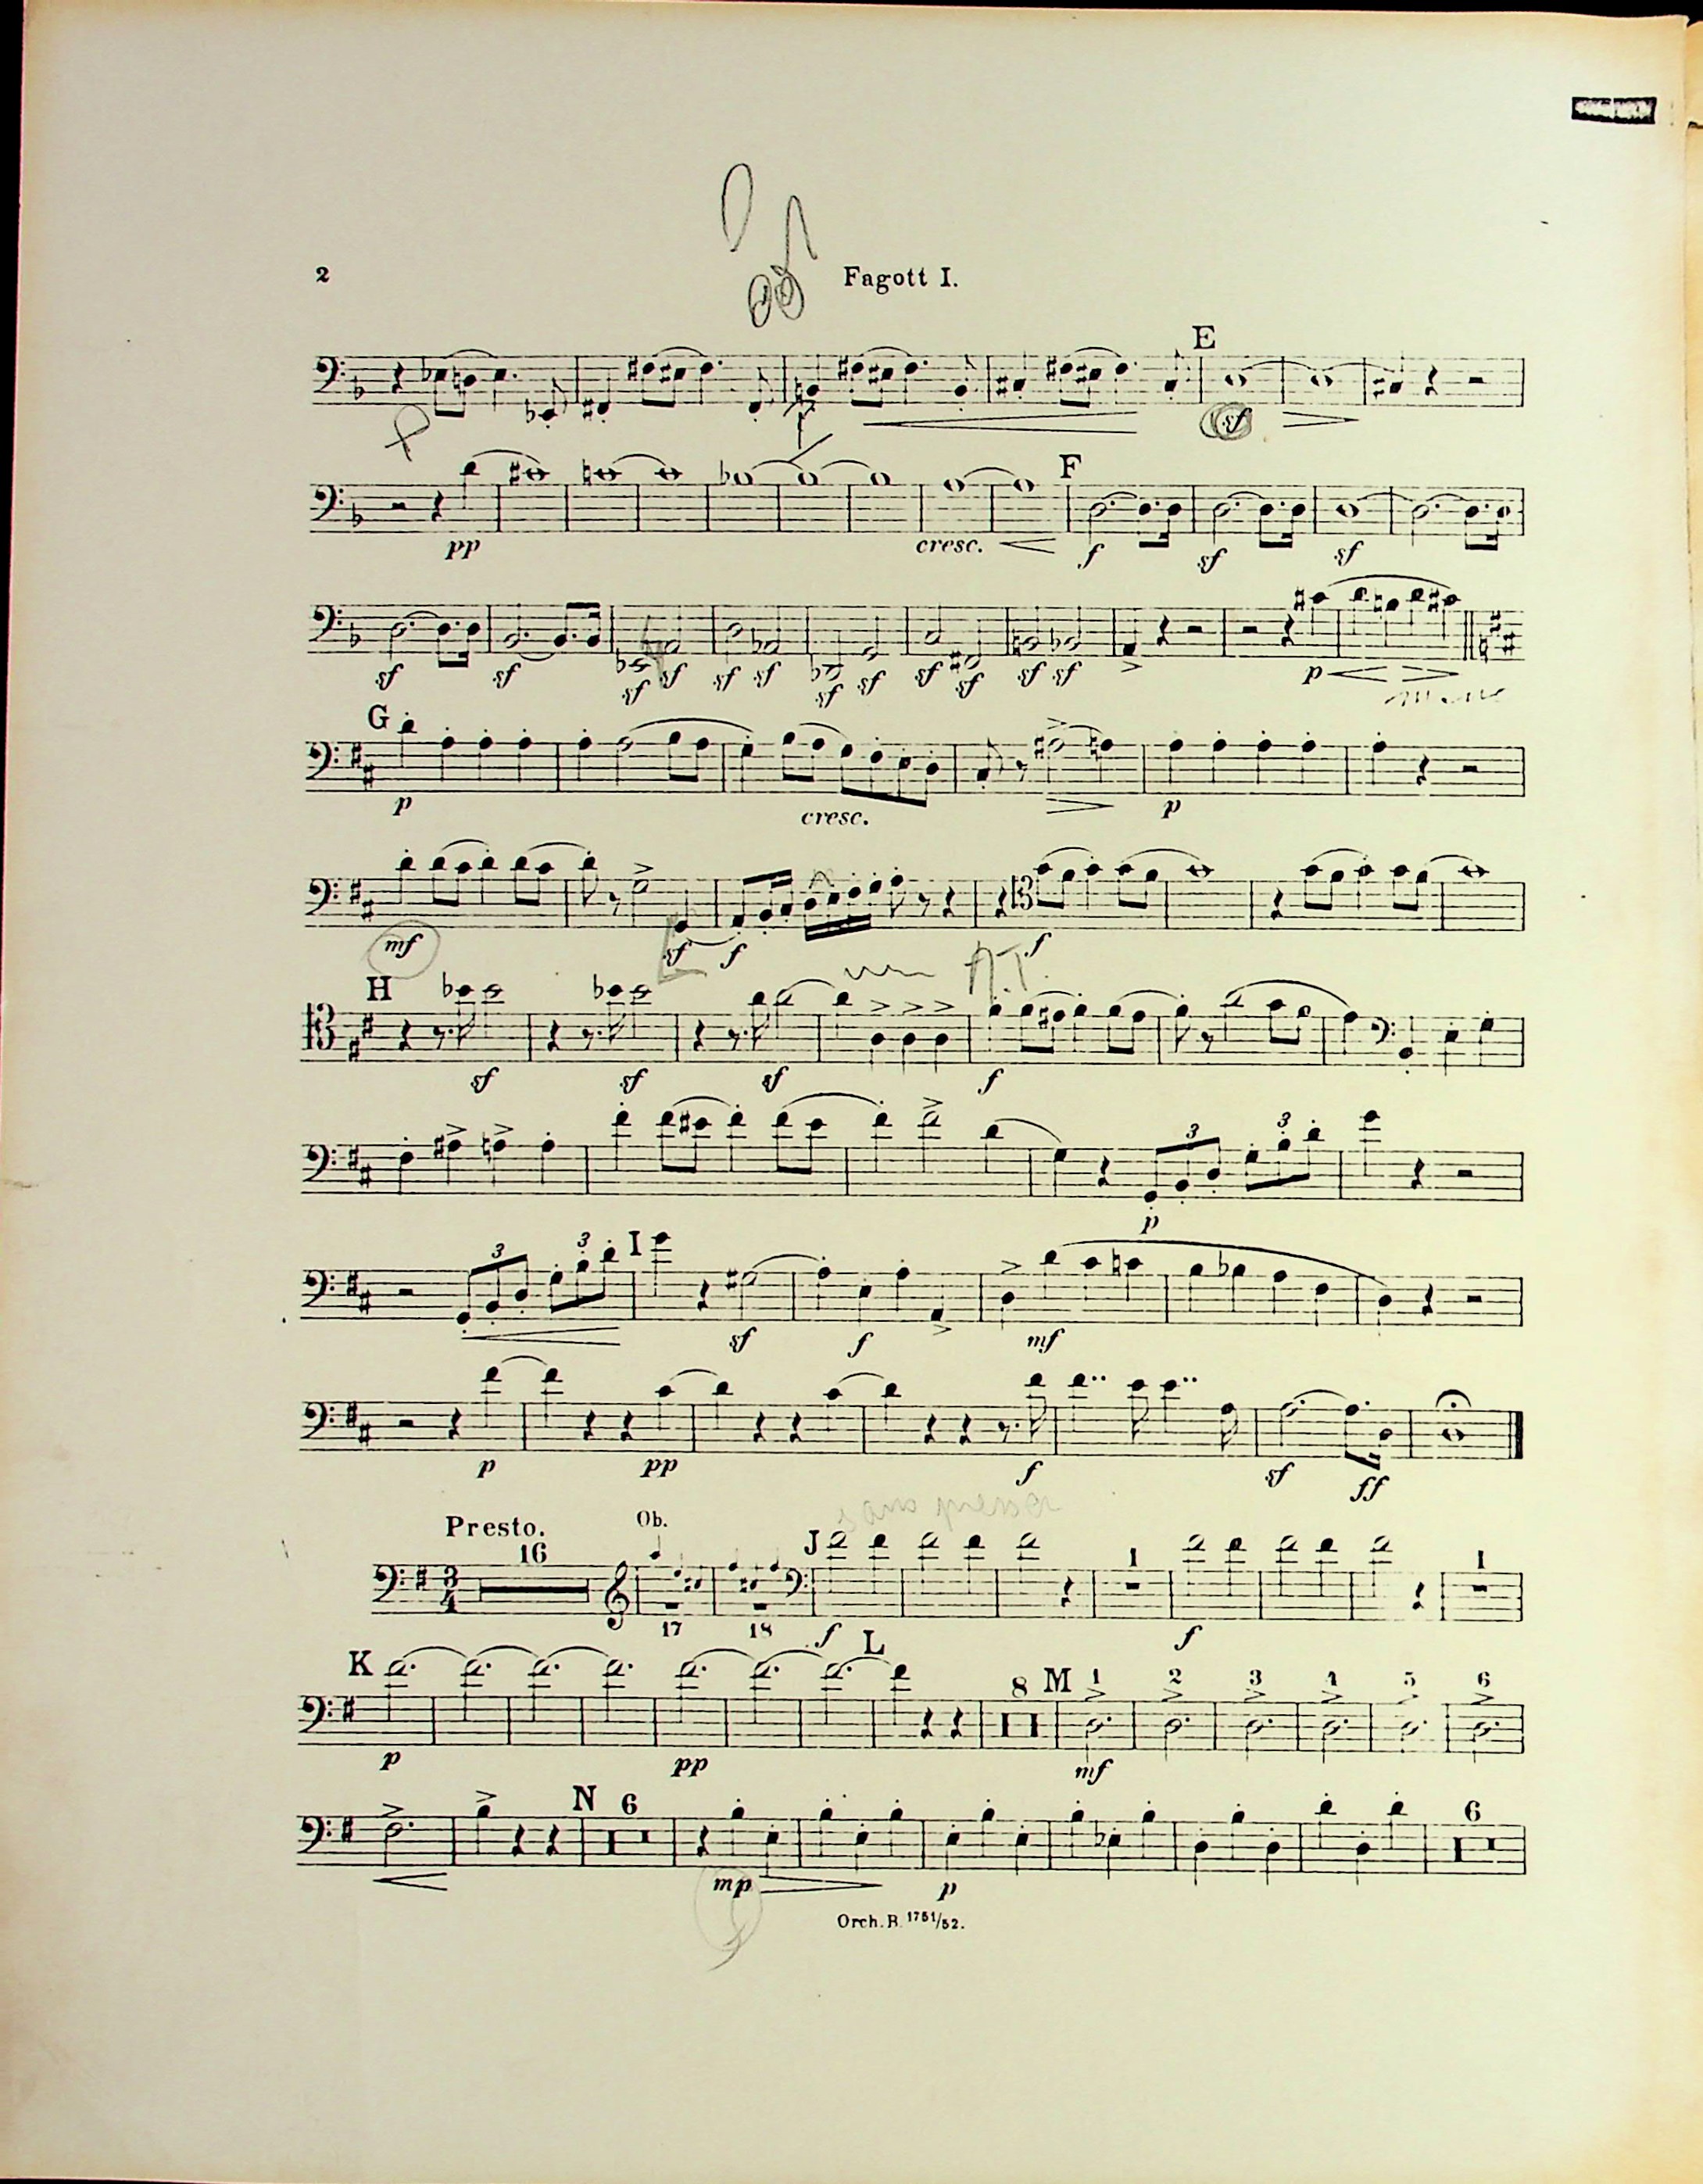 2 Fagott I.
E
sf
F
pp cresc. f sf sf
sf sf sf sf sf sf sf sf sf sf sf sf p
G
p cresc. p
mf sf f f
H
A.T.
sf sf sf f
3 3
p
3 3 I
sf f mf
p pp f sf ff
Presto. Ob.
16 J 1 1
3
4
17 18 f f
K L 8 M 1 2 3 4 5 6
p pp mf
N 6 6
mp p
Orch. B. 1751/52.